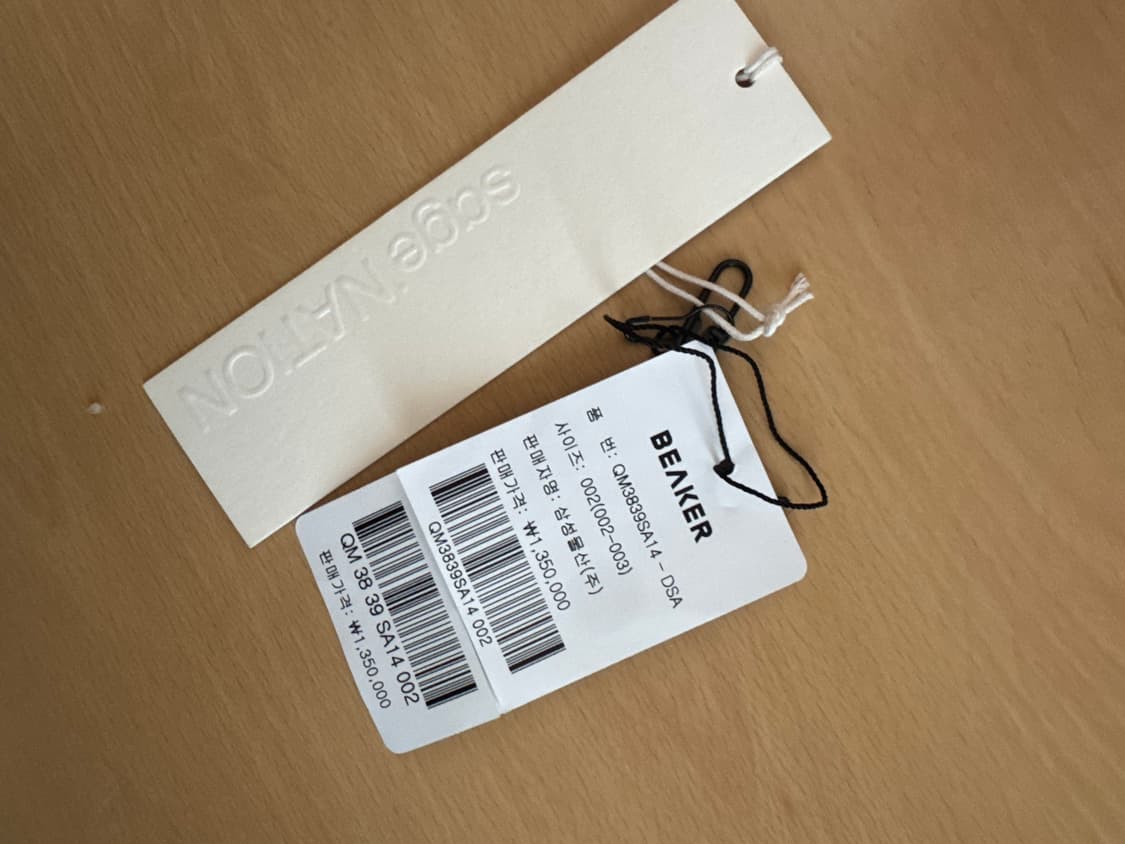 sage NATION
BEAKER
품 번: QM3839SA14 - DSA
사이즈: 002(002-003)
판매자명: 삼성물산(주)
판매가격: ₩1,350,000
QM3839SA14 002
QM 38 39 SA14 002
판매가격: ₩1,350,000